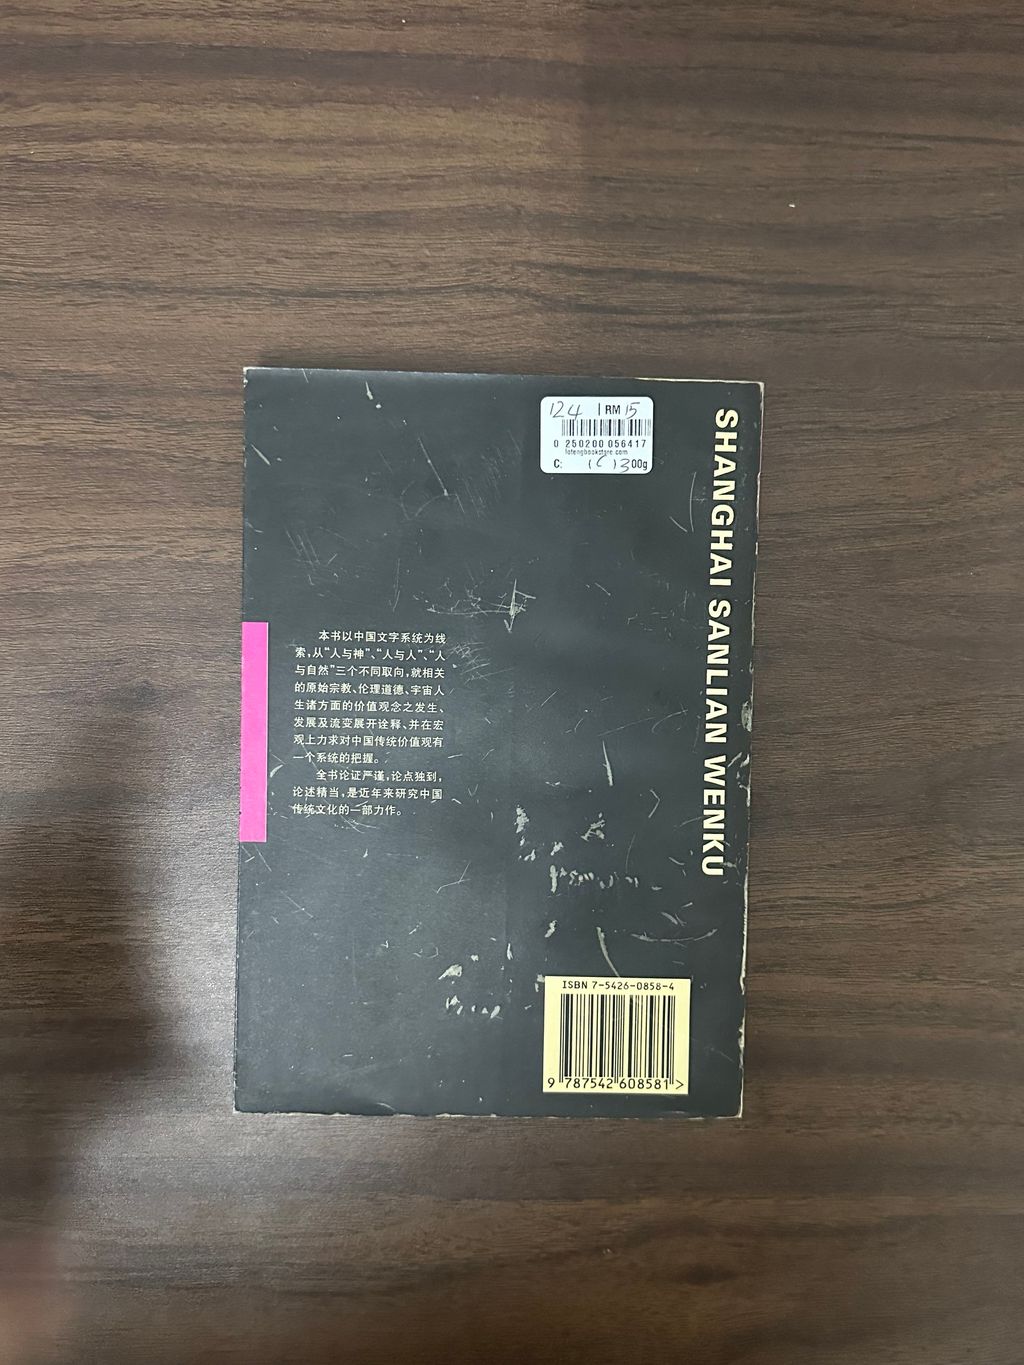 124 | RM 15
0 250200 056417
fotengbookstore.com
C: ( C ) 300g
SHANGHAI SANLIAN WENKU
本书以中国文字系统为线
索,从“人与神”、“人与人”、“人
与自然”三个不同取向,就相关
的原始宗教、伦理道德、宇宙人
生诸方面的价值观念之发生、
发展及流变展开诠释、并在宏
观上力求对中国传统价值观有
一个系统的把握。
全书论证严谨,论点独到,
论述精当,是近年来研究中国
传统文化的一部力作。
ISBN 7-5426-0858-4
9 787542 608581 >